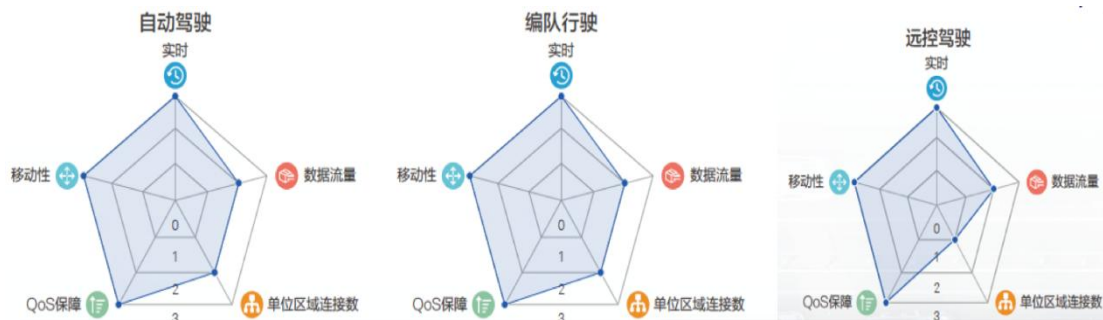 自动驾驶
实时
移动性
数据流量
0
1
2
3
QoS保障
单位区域连接数
编队行驶
实时
移动性
数据流量
0
1
2
3
QoS保障
单位区域连接数
远控驾驶
实时
移动性
数据流量
0
1
2
3
QoS保障
单位区域连接数